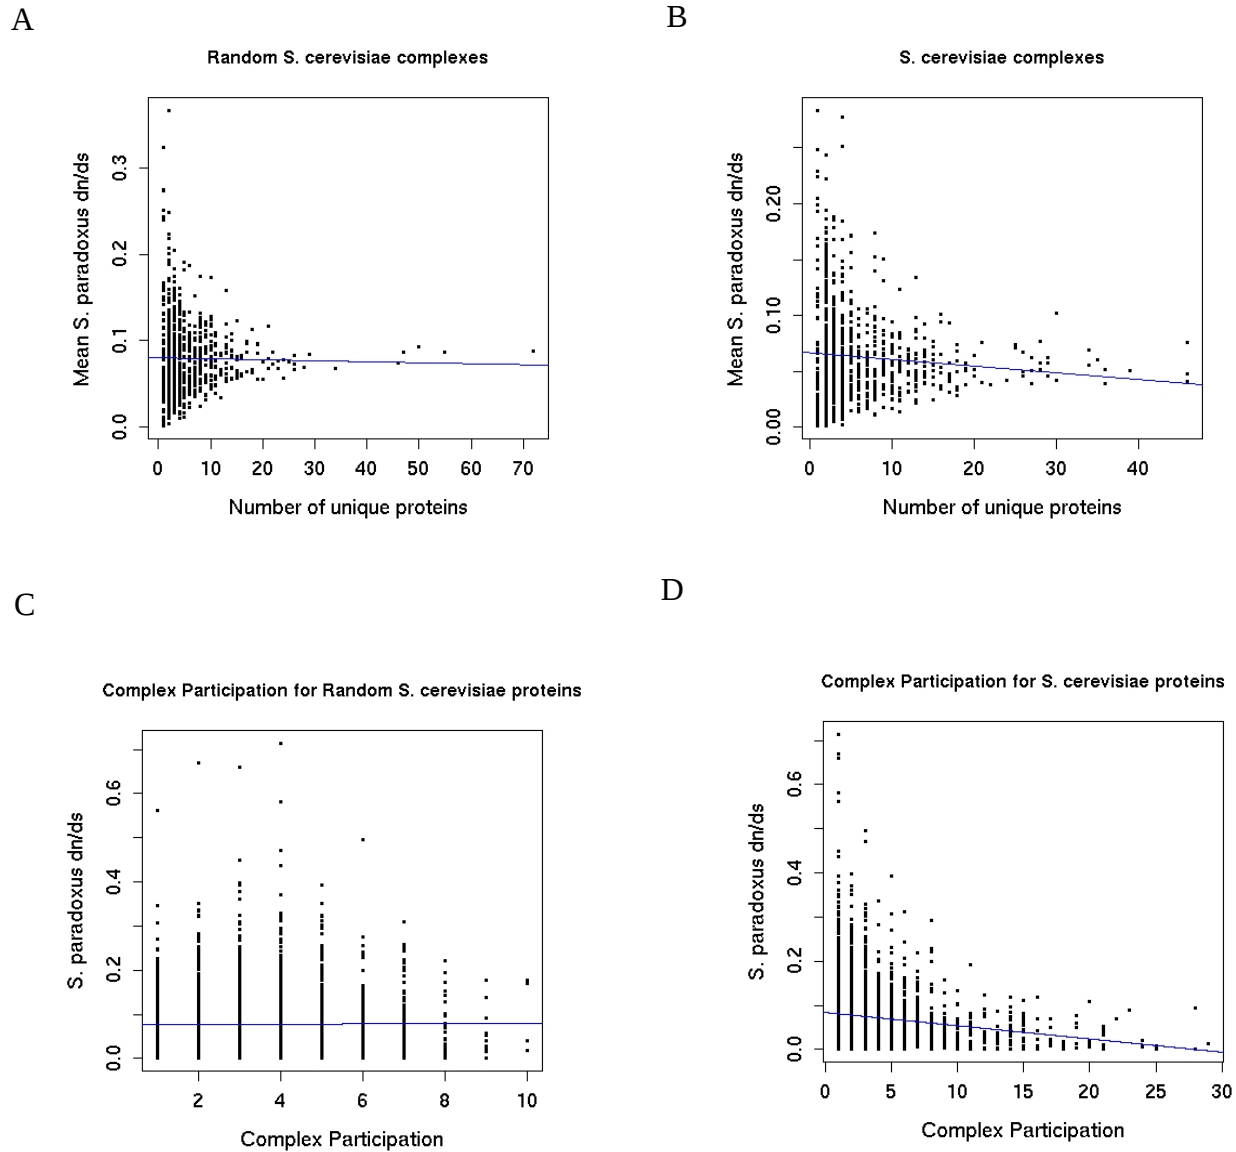 A
Random S. cerevisiae complexes
Mean S. paradoxus dn/ds
0.3
0.2
0.1
0.0
0 10 20 30 40 50 60 70
Number of unique proteins
B
S. cerevisiae complexes
Mean S. paradoxus dn/ds
0.20
0.10
0.00
0 10 20 30 40
Number of unique proteins
C
Complex Participation for Random S. cerevisiae proteins
S. paradoxus dn/ds
0.6
0.4
0.2
0.0
2 4 6 8 10
Complex Participation
D
Complex Participation for S. cerevisiae proteins
S. paradoxus dn/ds
0.6
0.4
0.2
0.0
0 5 10 15 20 25 30
Complex Participation